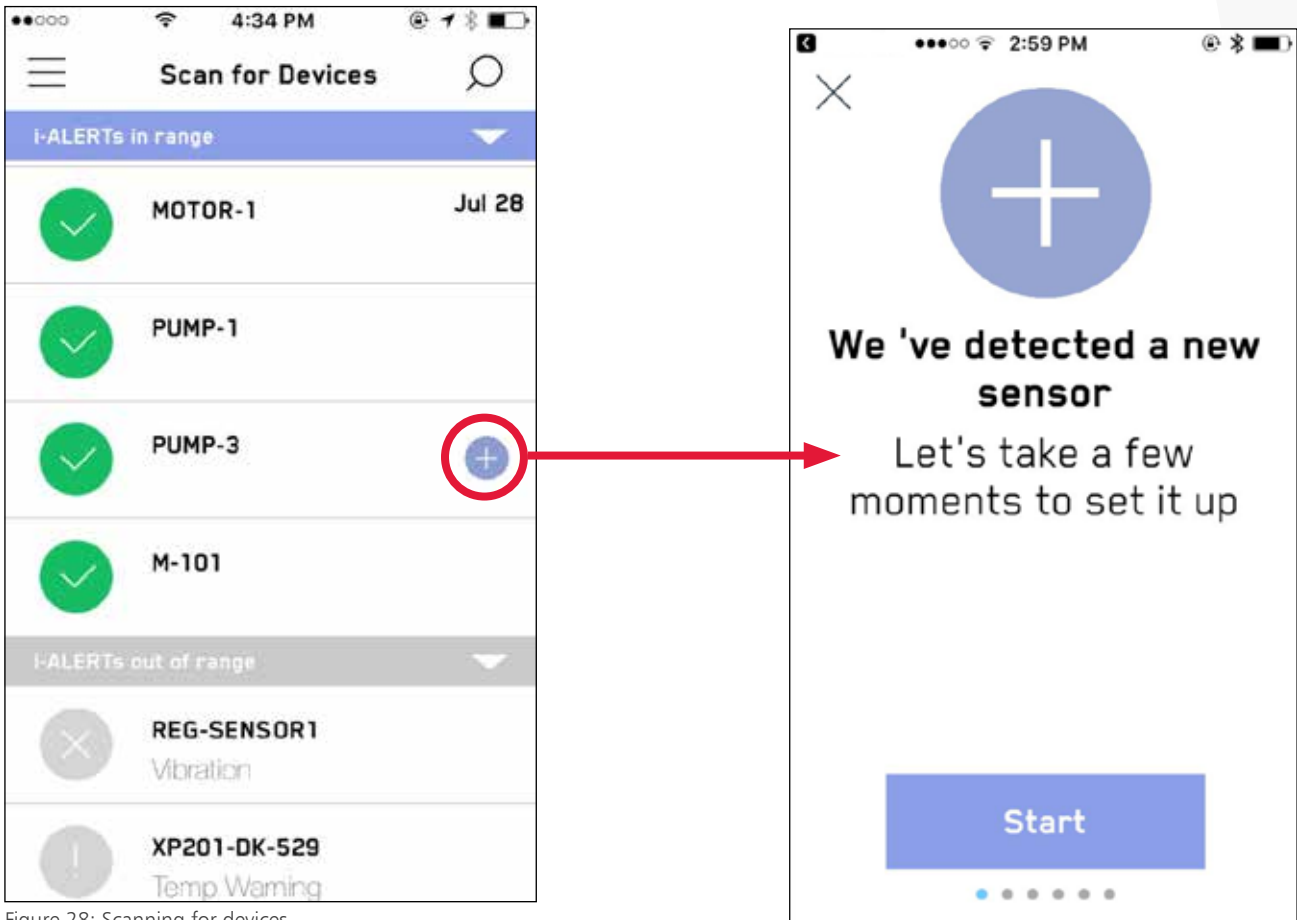 4:34 PM
Scan for Devices
i-ALERTs in range
MOTOR-1 Jul 28
PUMP-1
PUMP-3
M-101
i-ALERTs out of range
REG-SENSOR1
Vibration
XP201-DK-529
Temp Warning
Figure 28: Scanning for devices
2:59 PM
We 've detected a new
sensor
Let's take a few
moments to set it up
Start